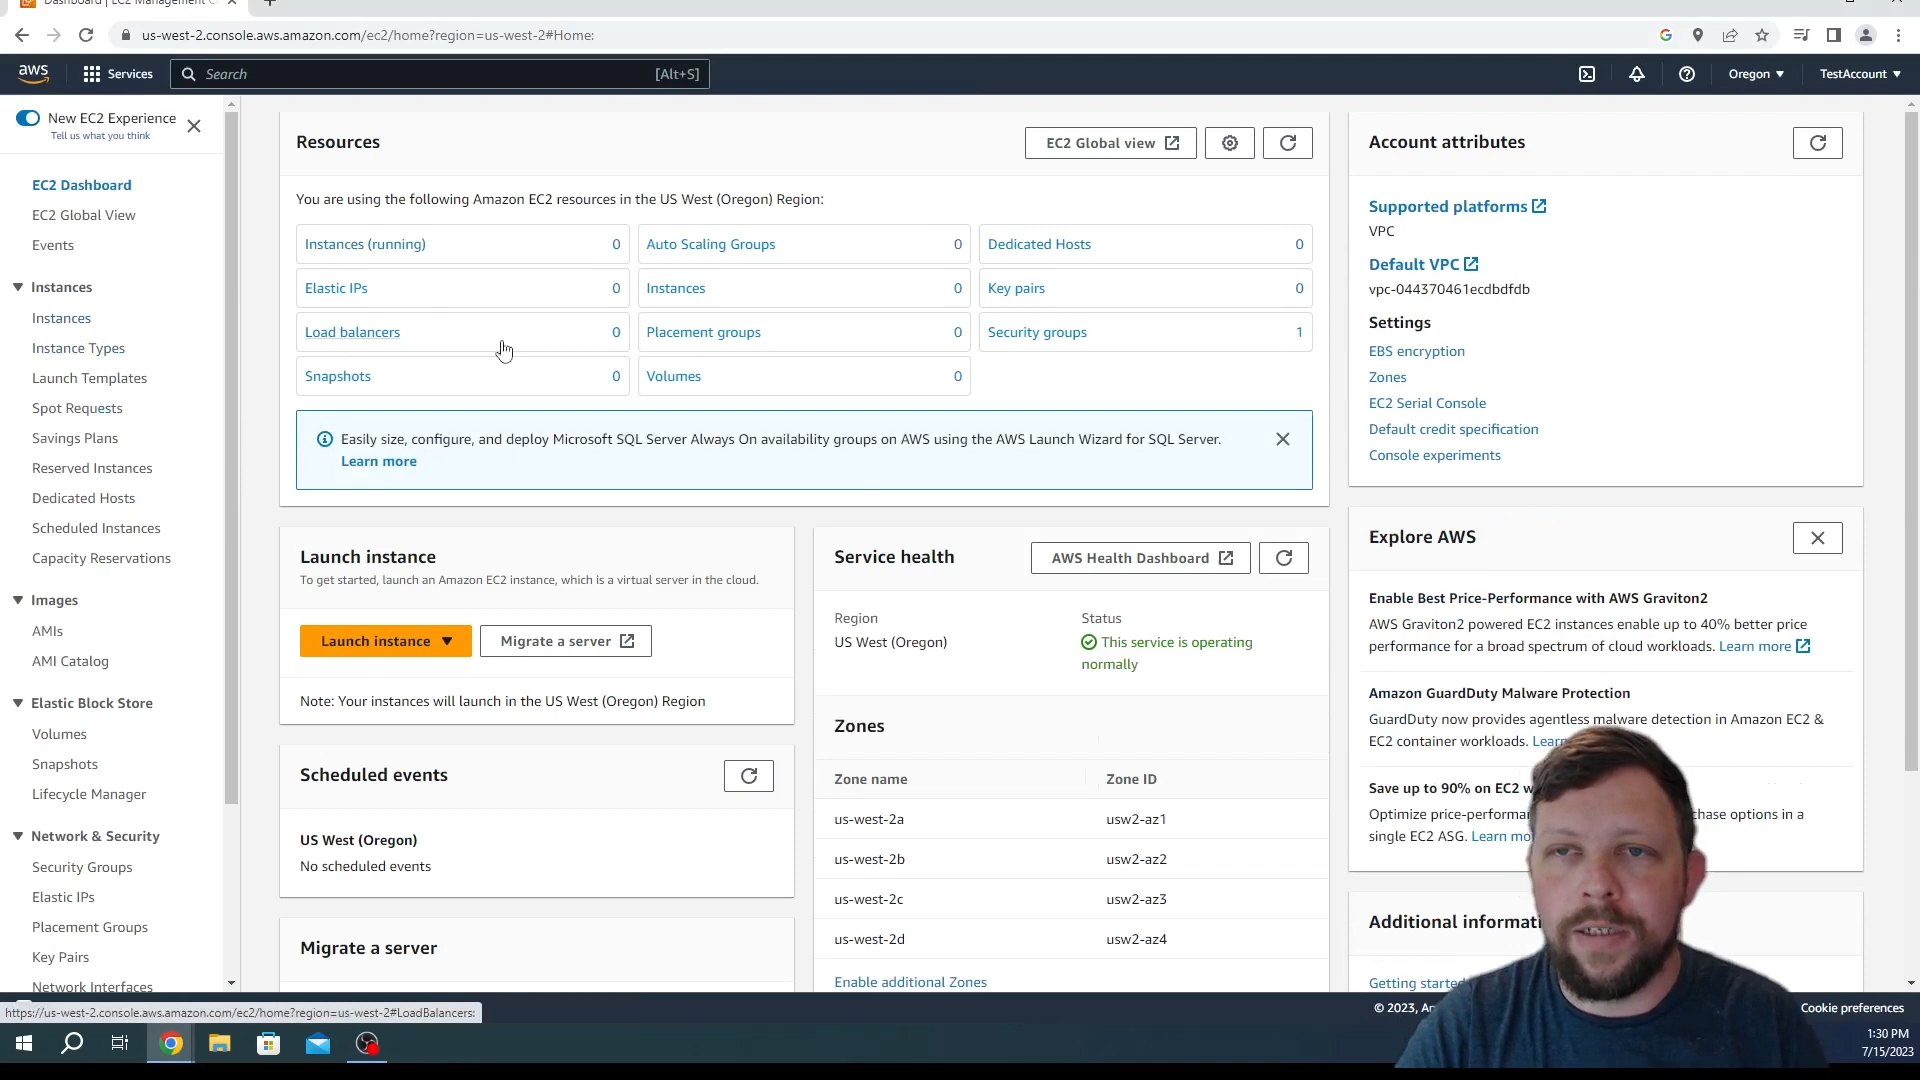 Dashboard | EC2 Management C
us-west-2.console.aws.amazon.com/ec2/home?region=us-west-2#Home:
aws
Services
Search
[Alt+S]
Oregon
TestAccount
New EC2 Experience
Tell us what you think
EC2 Dashboard
EC2 Global View
Events
Instances
Instances
Instance Types
Launch Templates
Spot Requests
Savings Plans
Reserved Instances
Dedicated Hosts
Scheduled Instances
Capacity Reservations
Images
AMIs
AMI Catalog
Elastic Block Store
Volumes
Snapshots
Lifecycle Manager
Network & Security
Security Groups
Elastic IPs
Placement Groups
Key Pairs
Network Interfaces
Resources
EC2 Global view
You are using the following Amazon EC2 resources in the US West (Oregon) Region:
Instances (running) 0
Auto Scaling Groups 0
Dedicated Hosts 0
Elastic IPs 0
Instances 0
Key pairs 0
Load balancers 0
Placement groups 0
Security groups 1
Snapshots 0
Volumes 0
Easily size, configure, and deploy Microsoft SQL Server Always On availability groups on AWS using the AWS Launch Wizard for SQL Server.
Learn more
Launch instance
To get started, launch an Amazon EC2 instance, which is a virtual server in the cloud.
Launch instance
Migrate a server
Note: Your instances will launch in the US West (Oregon) Region
Scheduled events
US West (Oregon)
No scheduled events
Migrate a server
Service health
AWS Health Dashboard
Region
US West (Oregon)
Status
This service is operating
normally
Zones
Zone name Zone ID
us-west-2a usw2-az1
us-west-2b usw2-az2
us-west-2c usw2-az3
us-west-2d usw2-az4
Enable additional Zones
Account attributes
Supported platforms
VPC
Default VPC
vpc-044370461ecdbdfdb
Settings
EBS encryption
Zones
EC2 Serial Console
Default credit specification
Console experiments
Explore AWS
Enable Best Price-Performance with AWS Graviton2
AWS Graviton2 powered EC2 instances enable up to 40% better price
performance for a broad spectrum of cloud workloads. Learn more
Amazon GuardDuty Malware Protection
GuardDuty now provides agentless malware detection in Amazon EC2 &
EC2 container workloads. Learn
Save up to 90% on EC2 w
Optimize price-performa chase options in a
single EC2 ASG. Learn mo
Additional informati
Getting started
https://us-west-2.console.aws.amazon.com/ec2/home?region=us-west-2#LoadBalancers:
© 2023, A
Cookie preferences
1:30 PM
7/15/2023